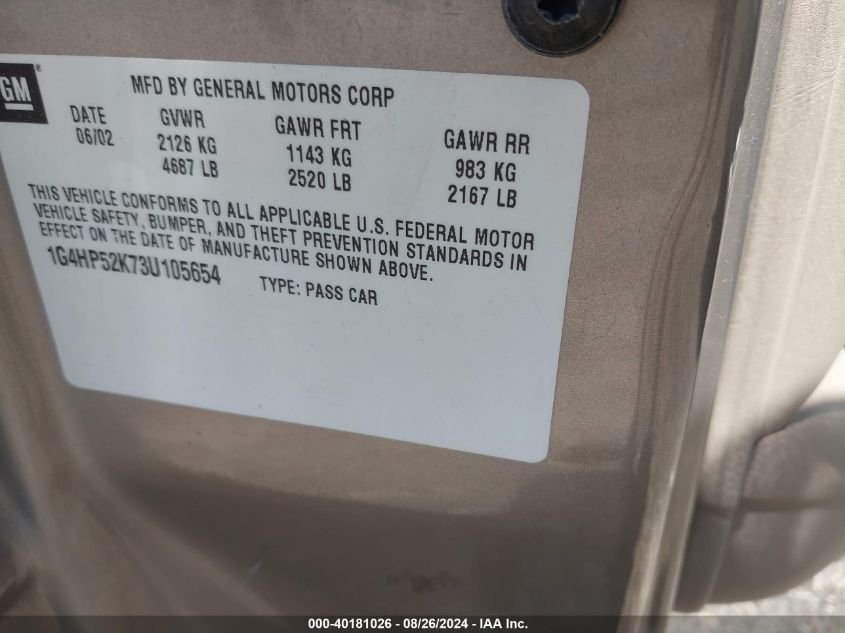 GM®
MFD BY GENERAL MOTORS CORP
DATE GVWR GAWR FRT GAWR RR
06/02 2126 KG 1143 KG 983 KG
4687 LB 2520 LB 2167 LB
THIS VEHICLE CONFORMS TO ALL APPLICABLE U.S. FEDERAL MOTOR
VEHICLE SAFETY, BUMPER, AND THEFT PREVENTION STANDARDS IN
EFFECT ON THE DATE OF MANUFACTURE SHOWN ABOVE.
1G4HP52K73U105654 TYPE: PASS CAR
000-40181026 - 08/26/2024 - IAA Inc.